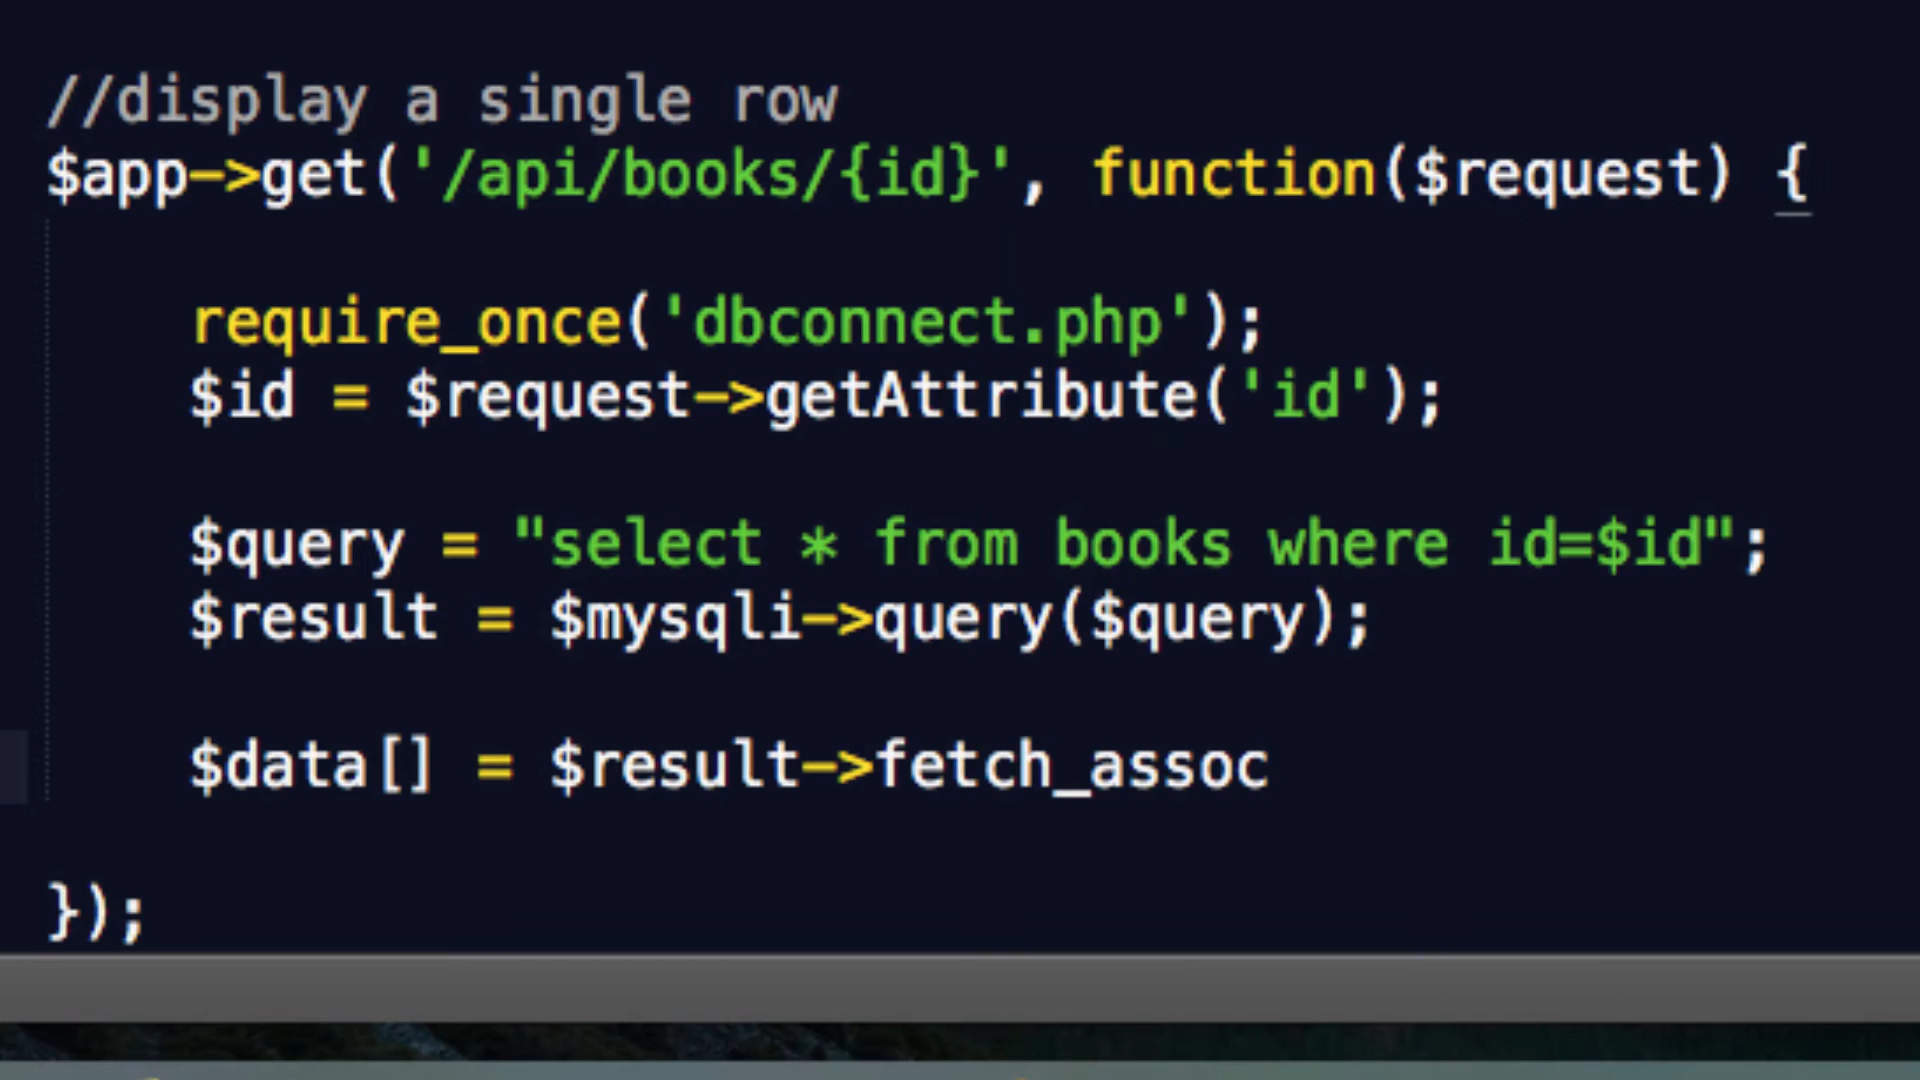 //display a single row
$app->get('/api/books/{id}', function($request) {
require_once('dbconnect.php');
$id = $request->getAttribute('id');
$query = "select * from books where id=$id";
$result = $mysqli->query($query);
$data[] = $result->fetch_assoc
});